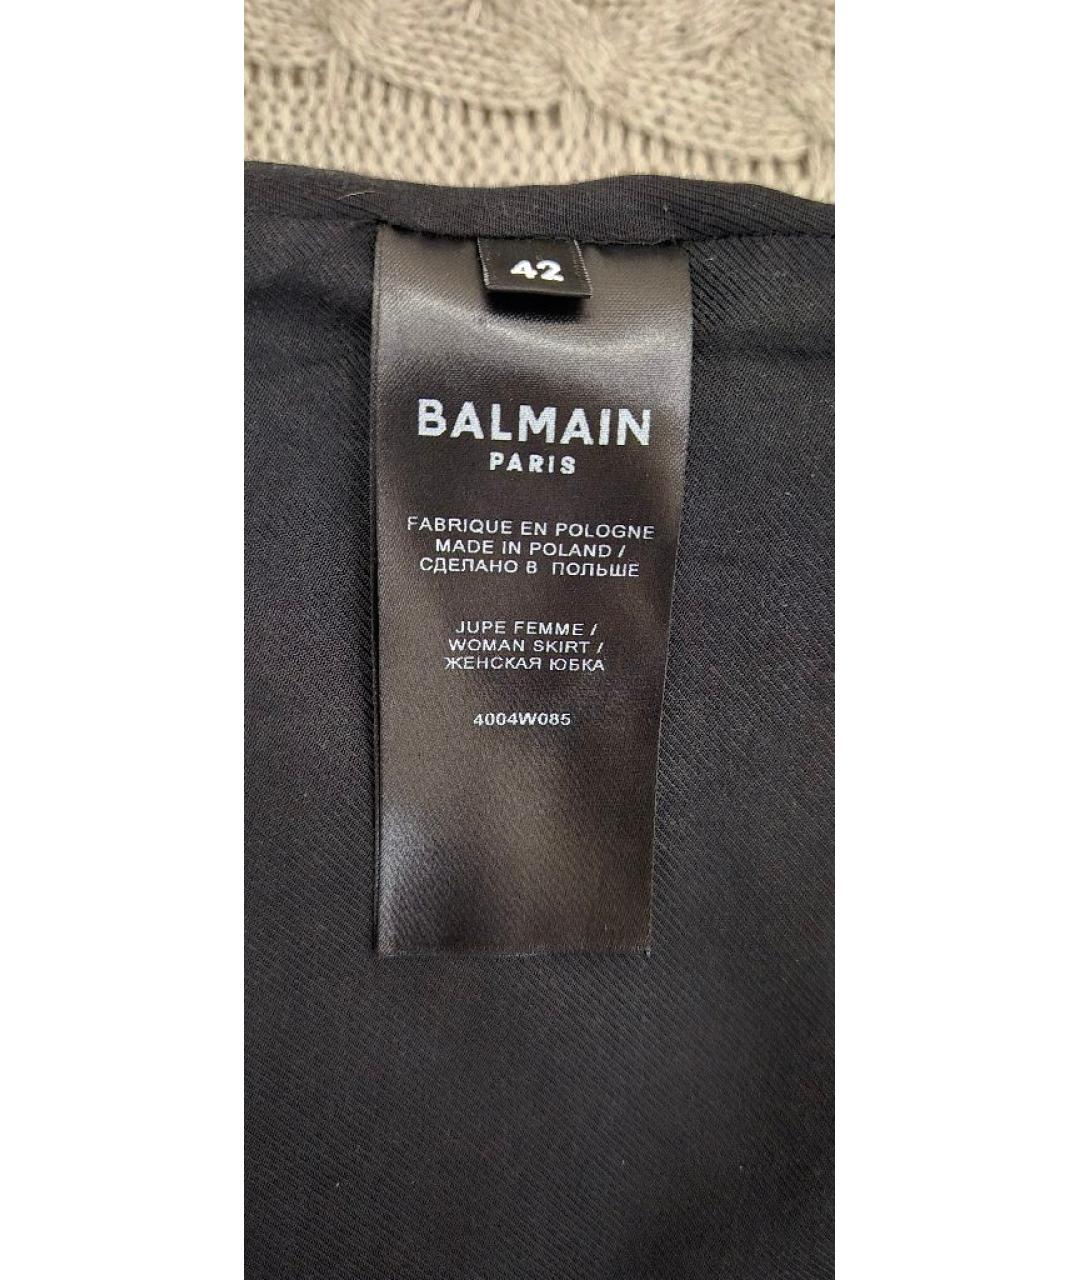 42
BALMAIN
PARIS
FABRIQUE EN POLOGNE
MADE IN POLAND /
СДЕЛАНО В ПОЛЬШЕ
JUPE FEMME /
WOMAN SKIRT /
ЖЕНСКАЯ ЮБКА
4004W085